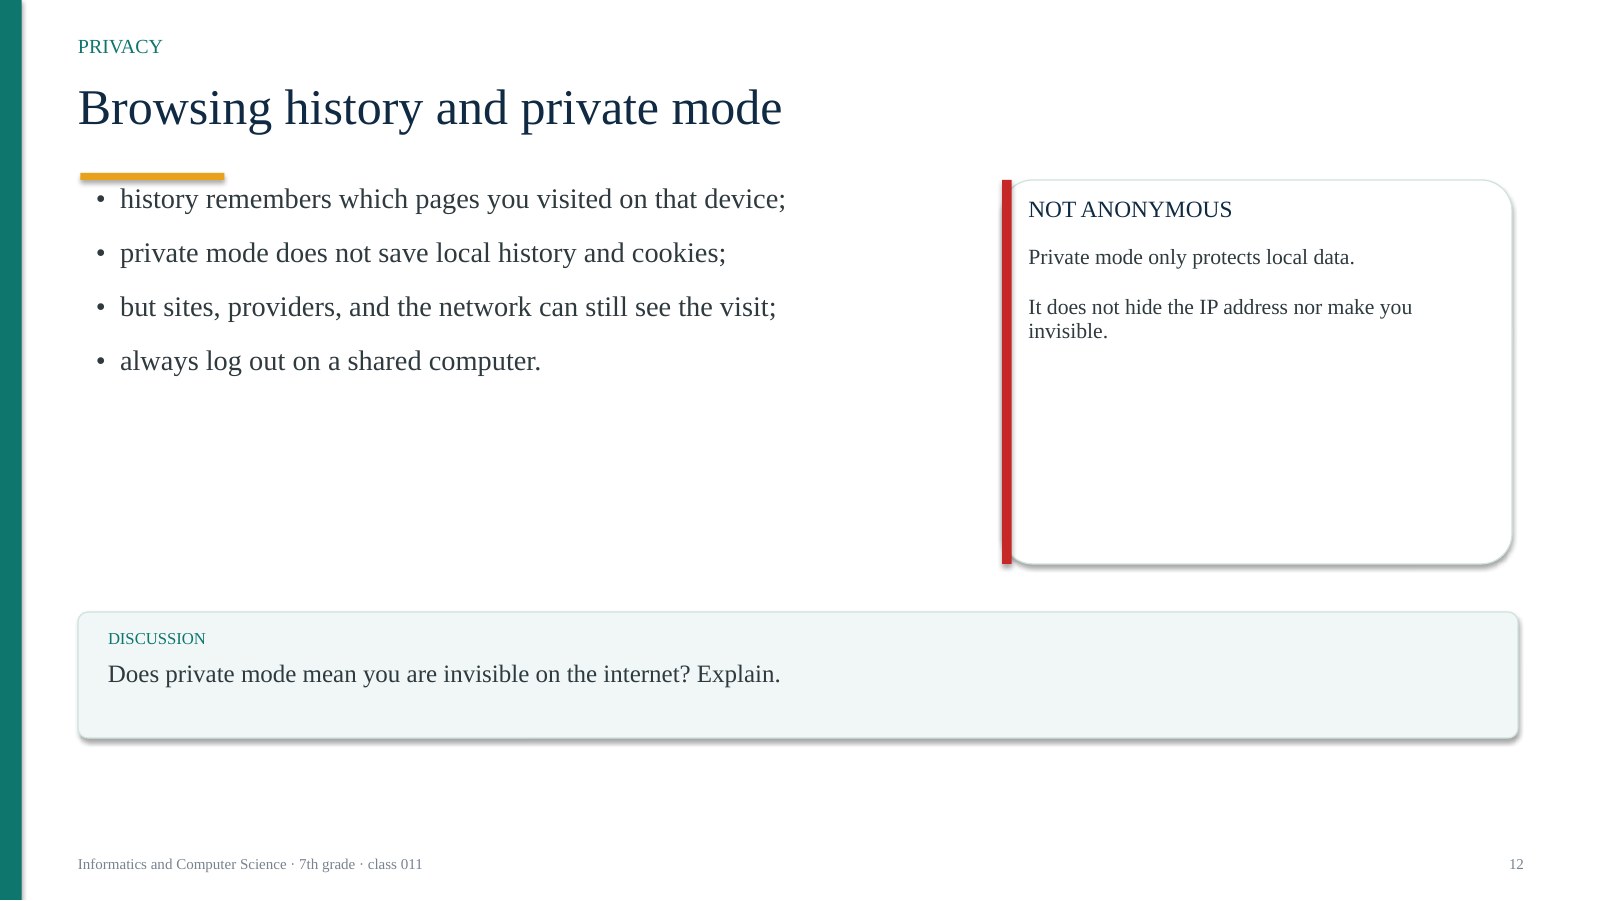 PRIVACY
Browsing history and private mode
• history remembers which pages you visited on that device;
• private mode does not save local history and cookies;
• but sites, providers, and the network can still see the visit;
• always log out on a shared computer.
NOT ANONYMOUS
Private mode only protects local data.
It does not hide the IP address nor make you
invisible.
DISCUSSION
Does private mode mean you are invisible on the internet? Explain.
Informatics and Computer Science · 7th grade · class 011
12